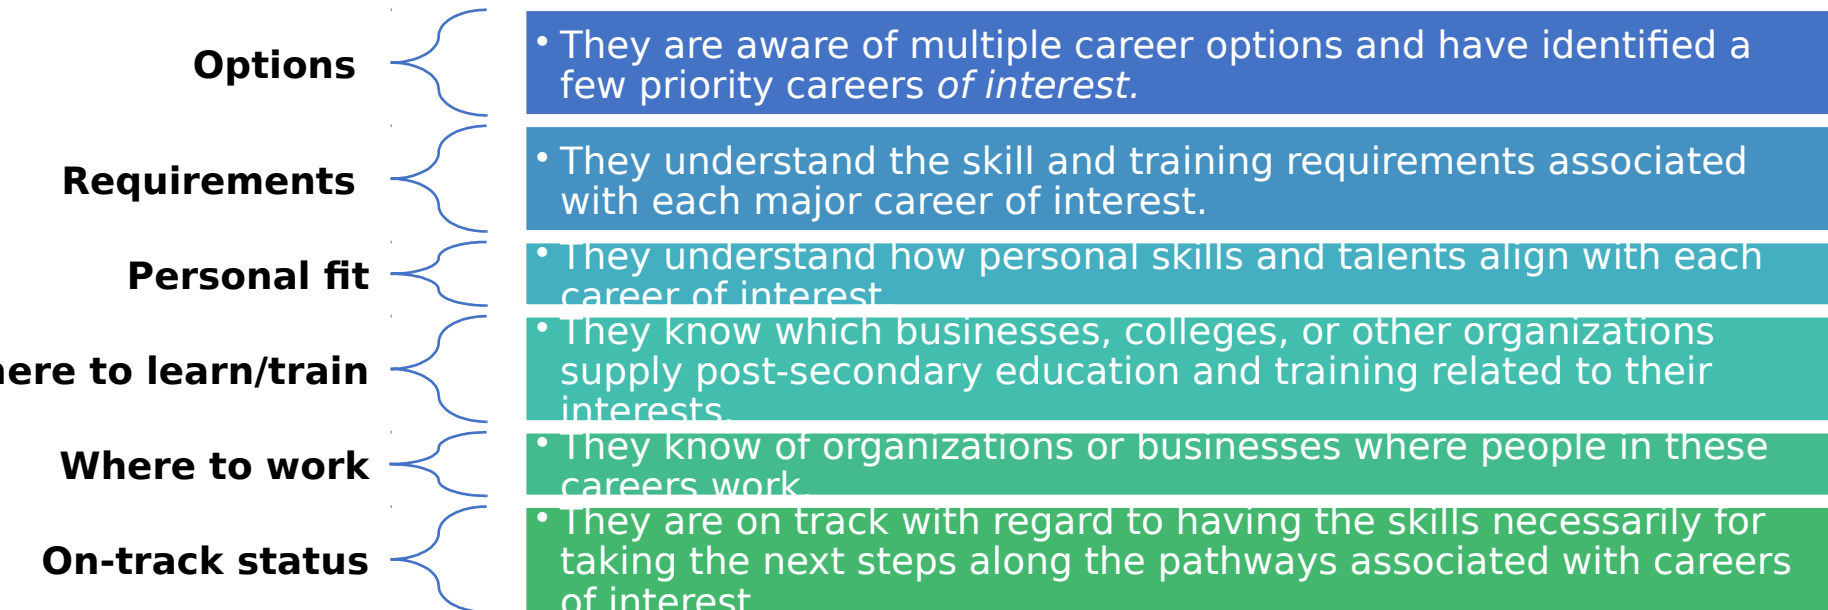 Options
• They are aware of multiple career options and have identified a
few priority careers of interest.
Requirements
• They understand the skill and training requirements associated
with each major career of interest.
Personal fit
• They understand how personal skills and talents align with each
career of interest.
here to learn/train
• They know which businesses, colleges, or other organizations
supply post-secondary education and training related to their
interests.
Where to work
• They know of organizations or businesses where people in these
careers work.
On-track status
• They are on track with regard to having the skills necessarily for
taking the next steps along the pathways associated with careers
of interest